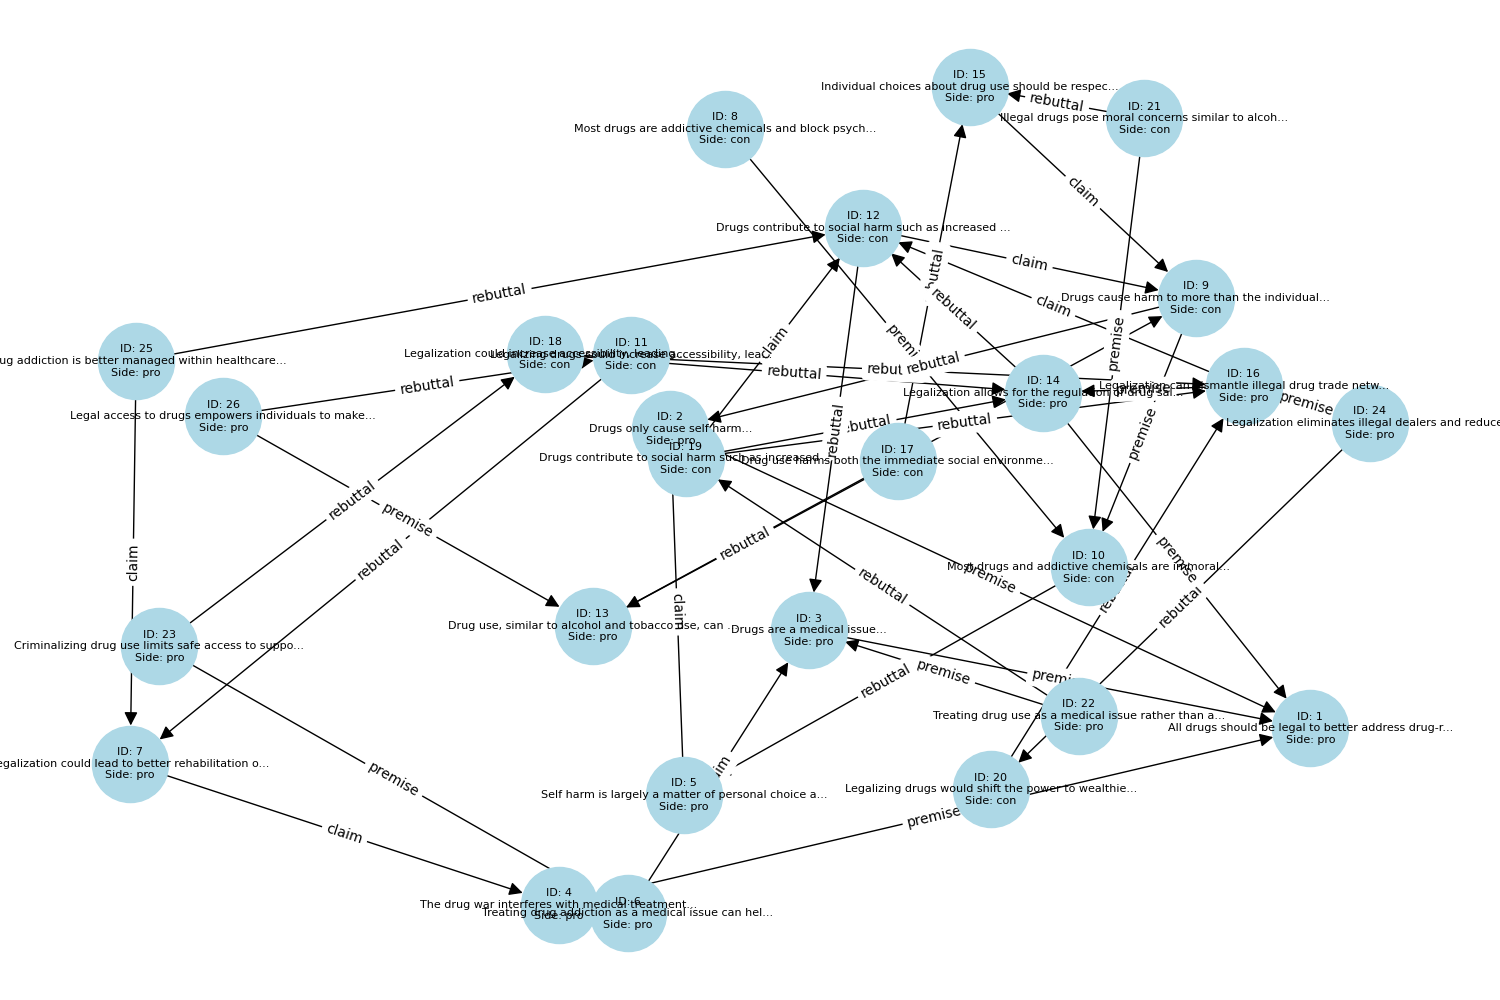 ID: 15
Individual choices about drug use should be respec...
Side: pro
ID: 21
Illegal drugs pose moral concerns similar to alcoh...
Side: con
rebuttal
ID: 8
Most drugs are addictive chemicals and block psych...
Side: con
claim
ID: 12
Drugs contribute to social harm such as increased ...
Side: con
claim
rebuttal
ID: 9
Drugs cause harm to more than the individual...
Side: con
rebuttal
rebuttal
claim
premise
ID: 25
addiction is better managed within healthcare...
Side: pro
ID: 18
Legalization could increase accessibility, leading
Side: con
ID: 11
accessibility, leac
Side: con
claim
rebuttal
rebuttal
rebuttal
ID: 14
Legalization allows for the regulation of drug sal...
Side: pro
premise
ID: 16
Legalization can dismantle illegal drug trade netw...
Side: pro
premise
ID: 24
Legalization eliminates illegal dealers and reduce
Side: pro
ID: 26
Legal access to drugs empowers individuals to make...
Side: pro
rebuttal
ID: 2
Drugs only cause self harm...
Side: pro
ID: 19
Drugs contribute to social harm such as increased
Side: con
rebuttal
rebuttal
rebuttal
ID: 17
Drug use harms both the immediate social environme...
Side: con
premise
rebuttal
premise
rebuttal
rebuttal
claim
premise
premise
ID: 10
Most drugs and addictive chemicals are immoral...
Side: con
rebuttal
claim
rebuttal
ID: 13
Drug use, similar to alcohol and tobacco use, can ...
Side: pro
ID: 3
Drugs are a medical issue...
Side: pro
ID: 23
Criminalizing drug use limits safe access to suppo...
Side: pro
premise
rebuttal
ID: 22
Treating drug use as a medical issue rather than a...
Side: pro
ID: 1
All drugs should be legal to better address drug-r...
Side: pro
ID: 7
legalization could lead to better rehabilitation o...
Side: pro
premise
ID: 5
Self harm is largely a matter of personal choice a...
Side: pro
ID: 20
Legalizing drugs would shift the power to wealthie...
Side: con
claim
premise
ID: 4
The drug war interferes with medical treatment...
Side: pro
ID: 6
Treating drug addiction as a medical issue can hel...
Side: pro